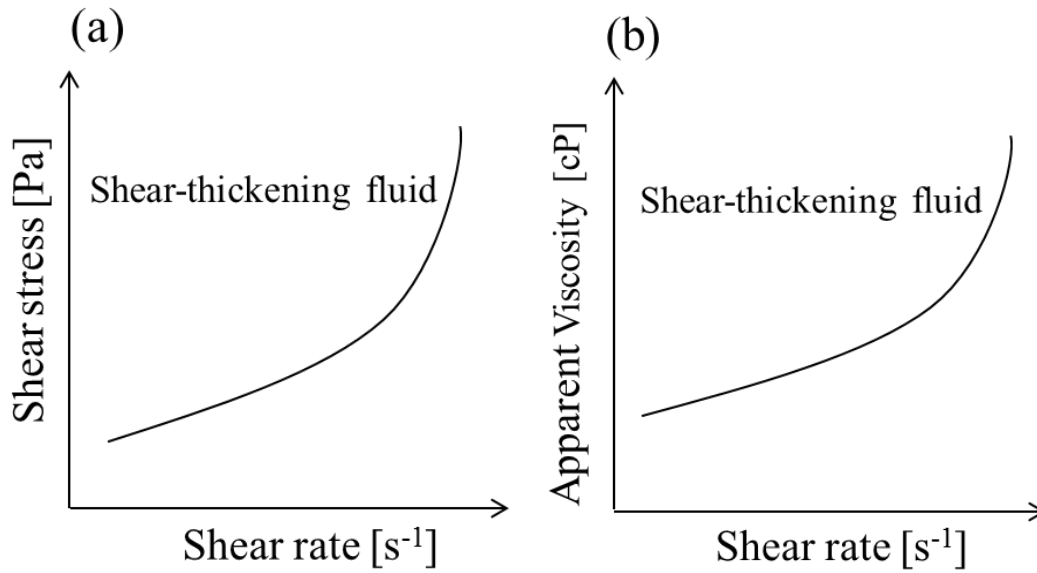 (a)
Shear stress [Pa]
Shear-thickening fluid
Shear rate [s⁻¹]
(b)
Apparent Viscosity [cP]
Shear-thickening fluid
Shear rate [s⁻¹]